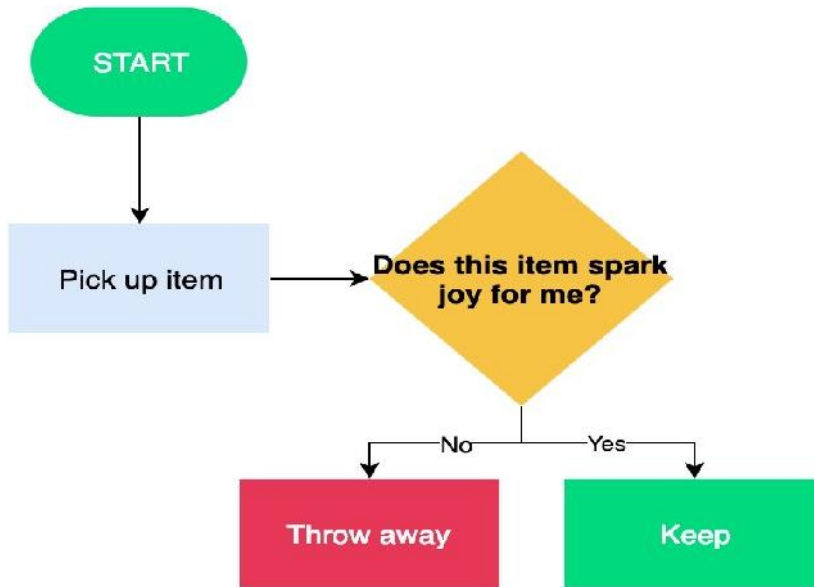 START
Pick up item
Does this item spark
joy for me?
No
Yes
Throw away
Keep